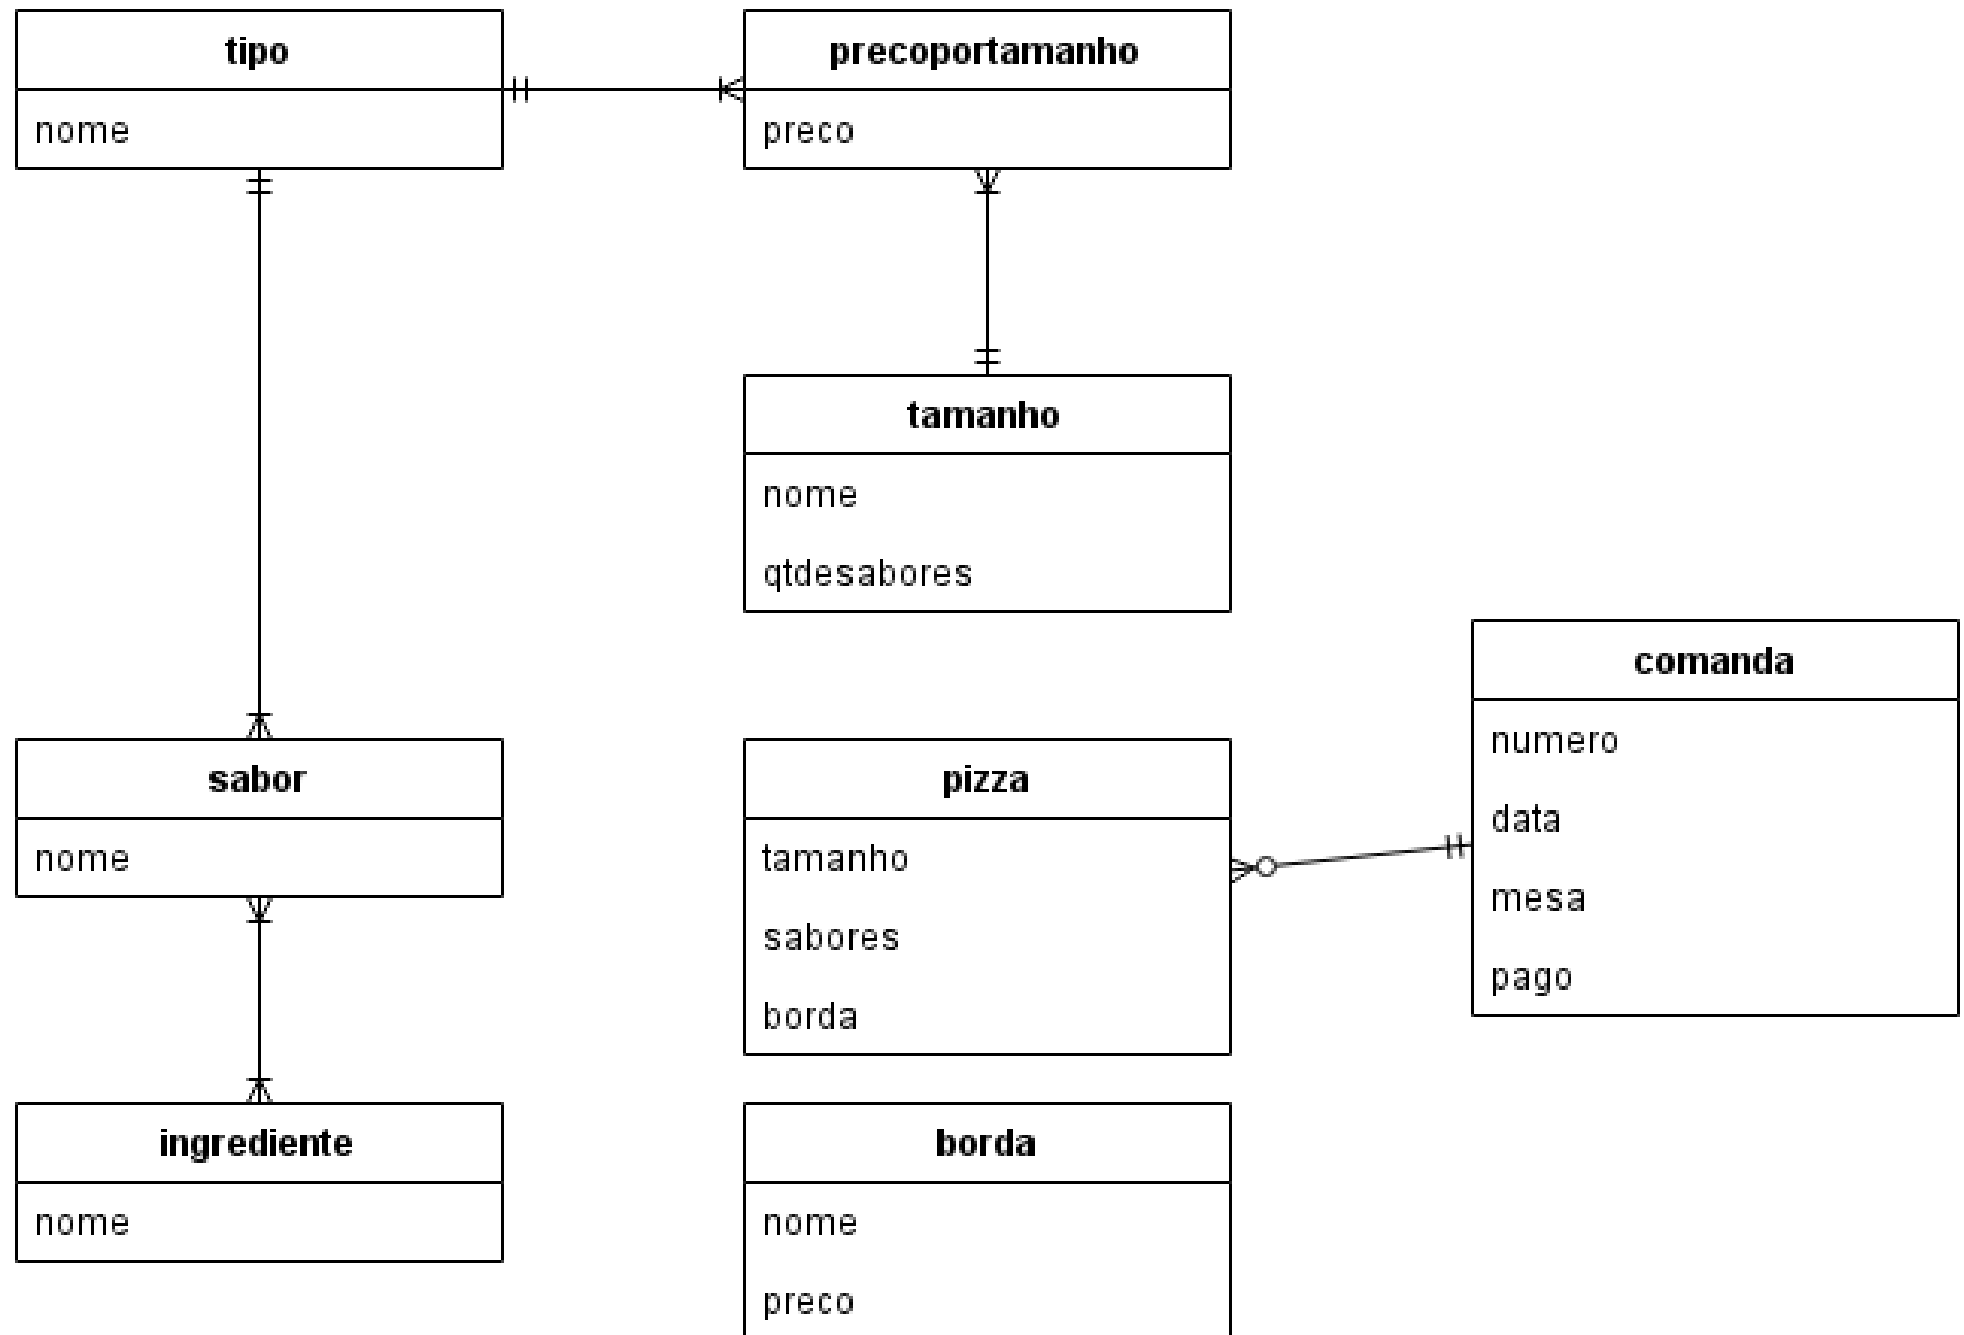 tipo
nome
precoportamanho
preco
tamanho
nome
qtdesabores
comanda
numero
data
mesa
pago
sabor
nome
pizza
tamanho
sabores
borda
ingrediente
nome
borda
nome
preco